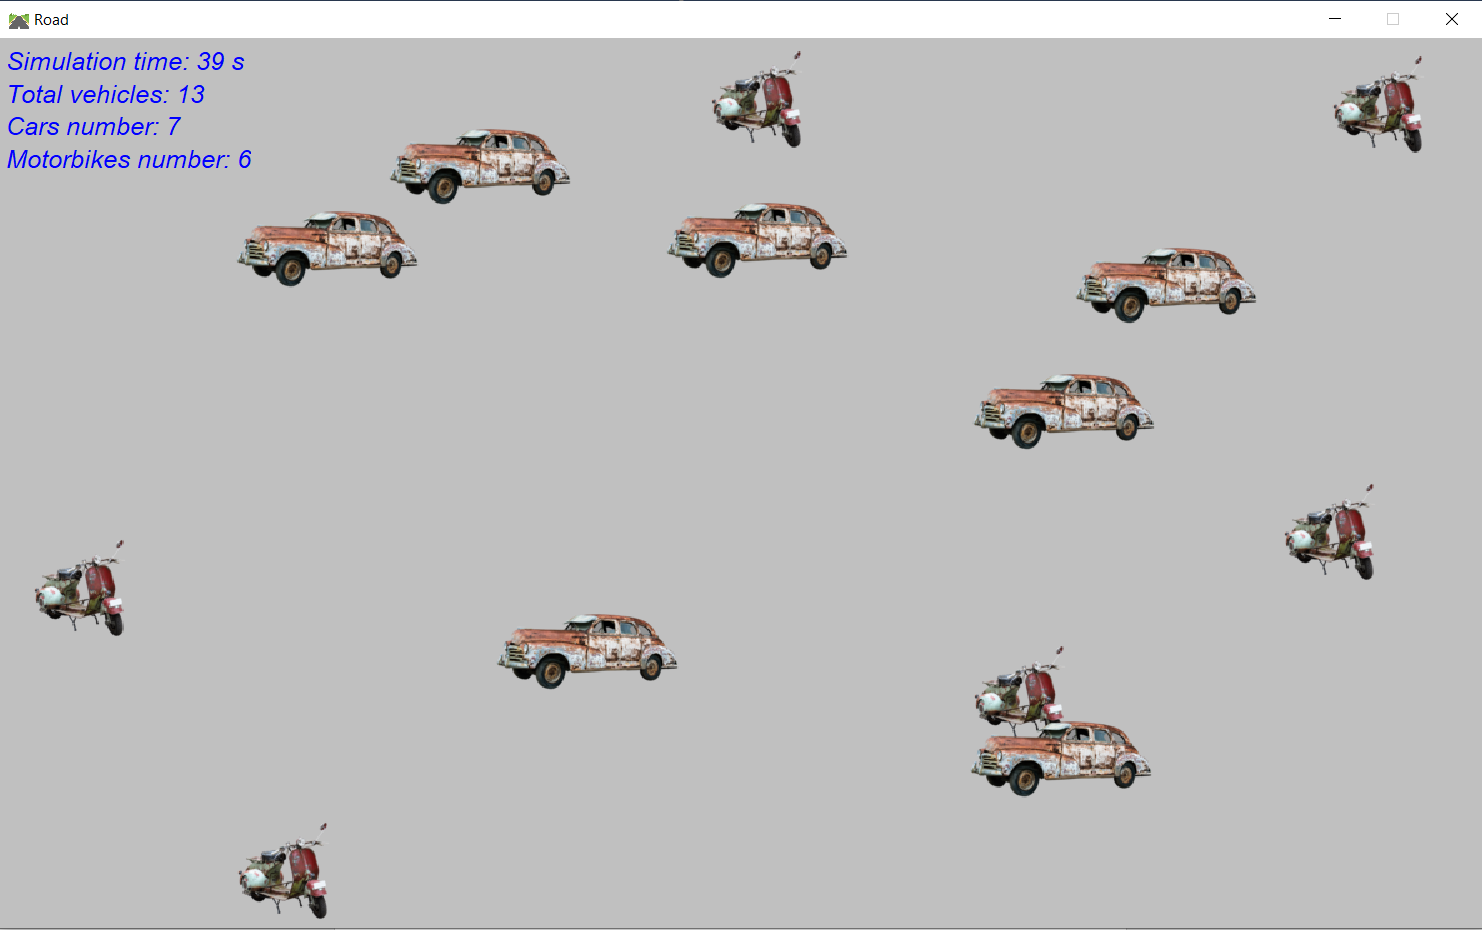 Road
Simulation time: 39 s
Total vehicles: 13
Cars number: 7
Motorbikes number: 6